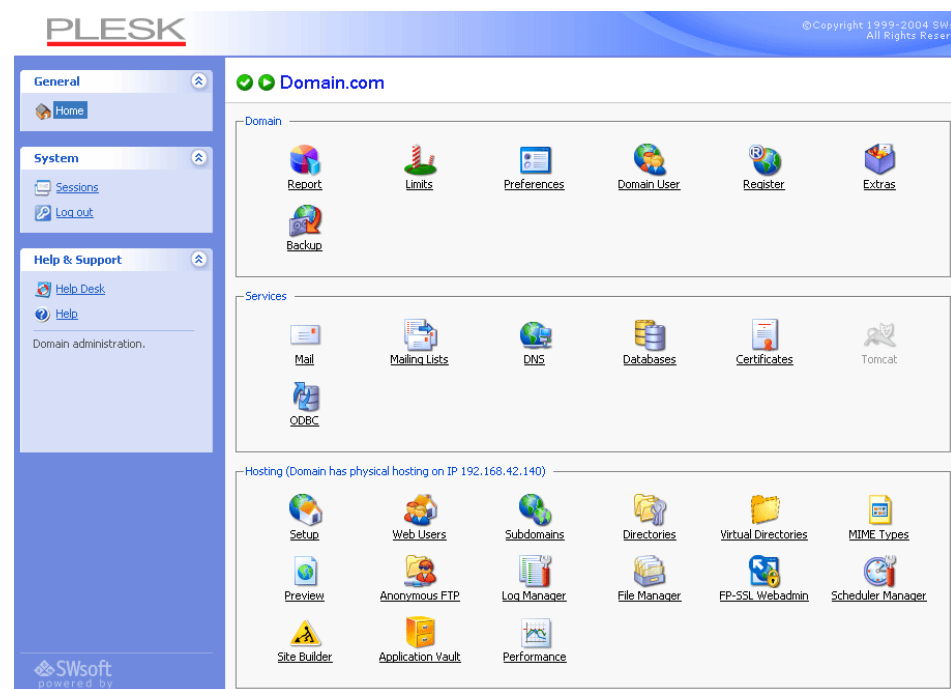 PLESK
©Copyright 1999-2004 SW
All Rights Reser
General
Home
System
Sessions
Log out
Help & Support
Help Desk
Help
Domain administration.
SWsoft
powered by
Domain.com
Domain
Report Limits Preferences Domain User Register Extras
Backup
Services
Mail Mailing Lists DNS Databases Certificates Tomcat
ODBC
Hosting (Domain has physical hosting on IP 192.168.42.140)
Setup Web Users Subdomains Directories Virtual Directories MIME Types
Preview Anonymous FTP Log Manager File Manager FP-SSL Webadmin Scheduler Manager
Site Builder Application Vault Performance